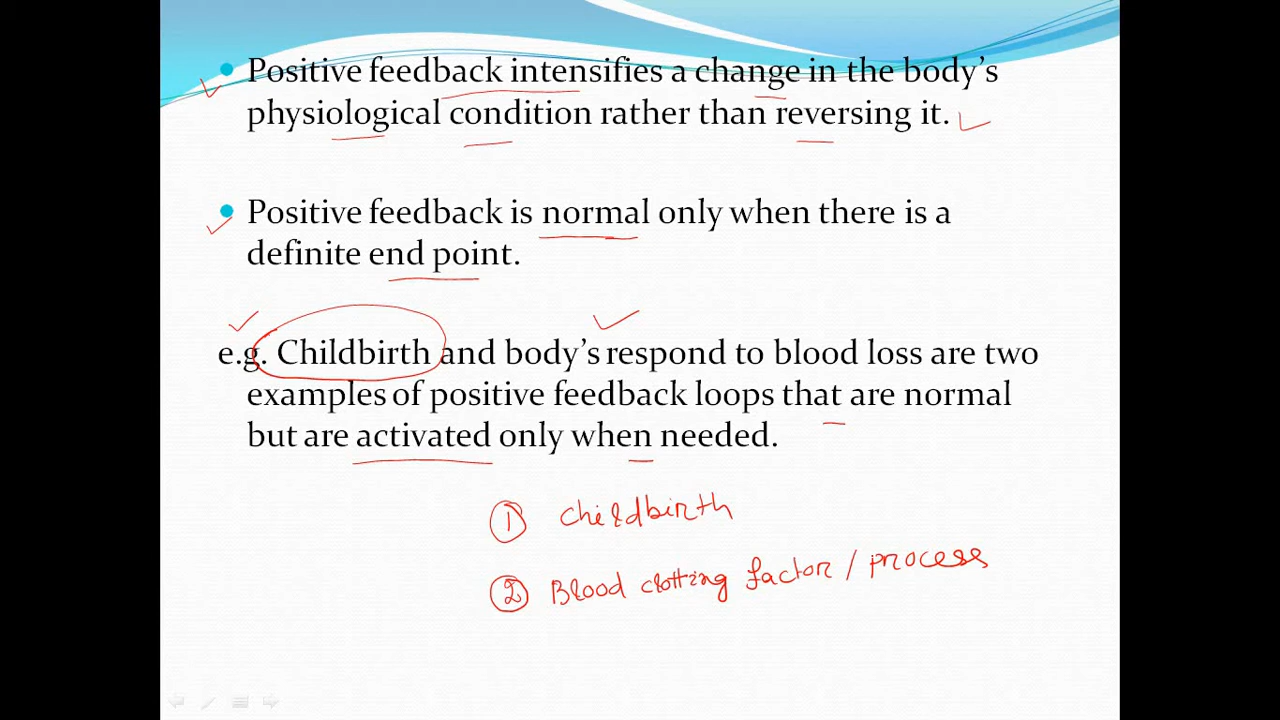 Positive feedback intensifies a change in the body's
physiological condition rather than reversing it.
Positive feedback is normal only when there is a
definite end point.
e.g. Childbirth and body's respond to blood loss are two
examples of positive feedback loops that are normal
but are activated only when needed.
① Childbirth
② Blood clotting factor / process